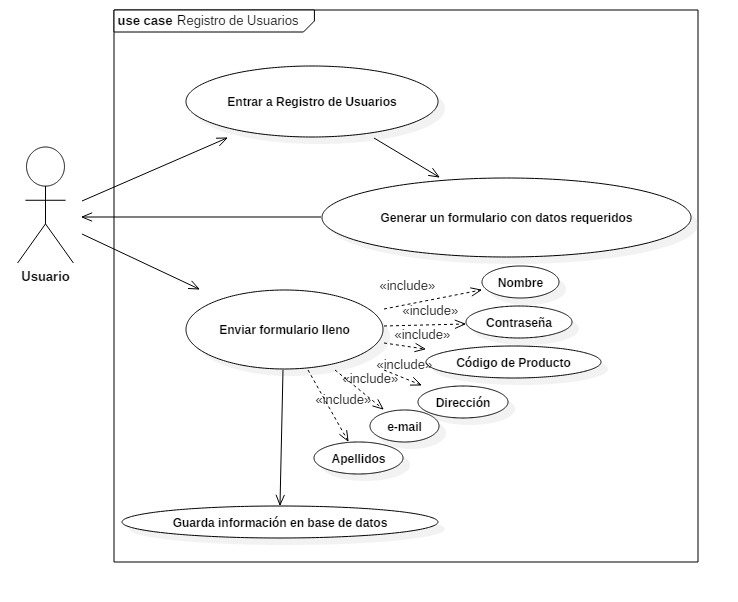 use case Registro de Usuarios
Entrar a Registro de Usuarios
Generar un formulario con datos requeridos
Usuario
Enviar formulario lleno
«include»
Nombre
«include»
Contraseña
«include»
Código de Producto
«include»
Dirección
«include»
e-mail
«include»
Apellidos
Guarda información en base de datos